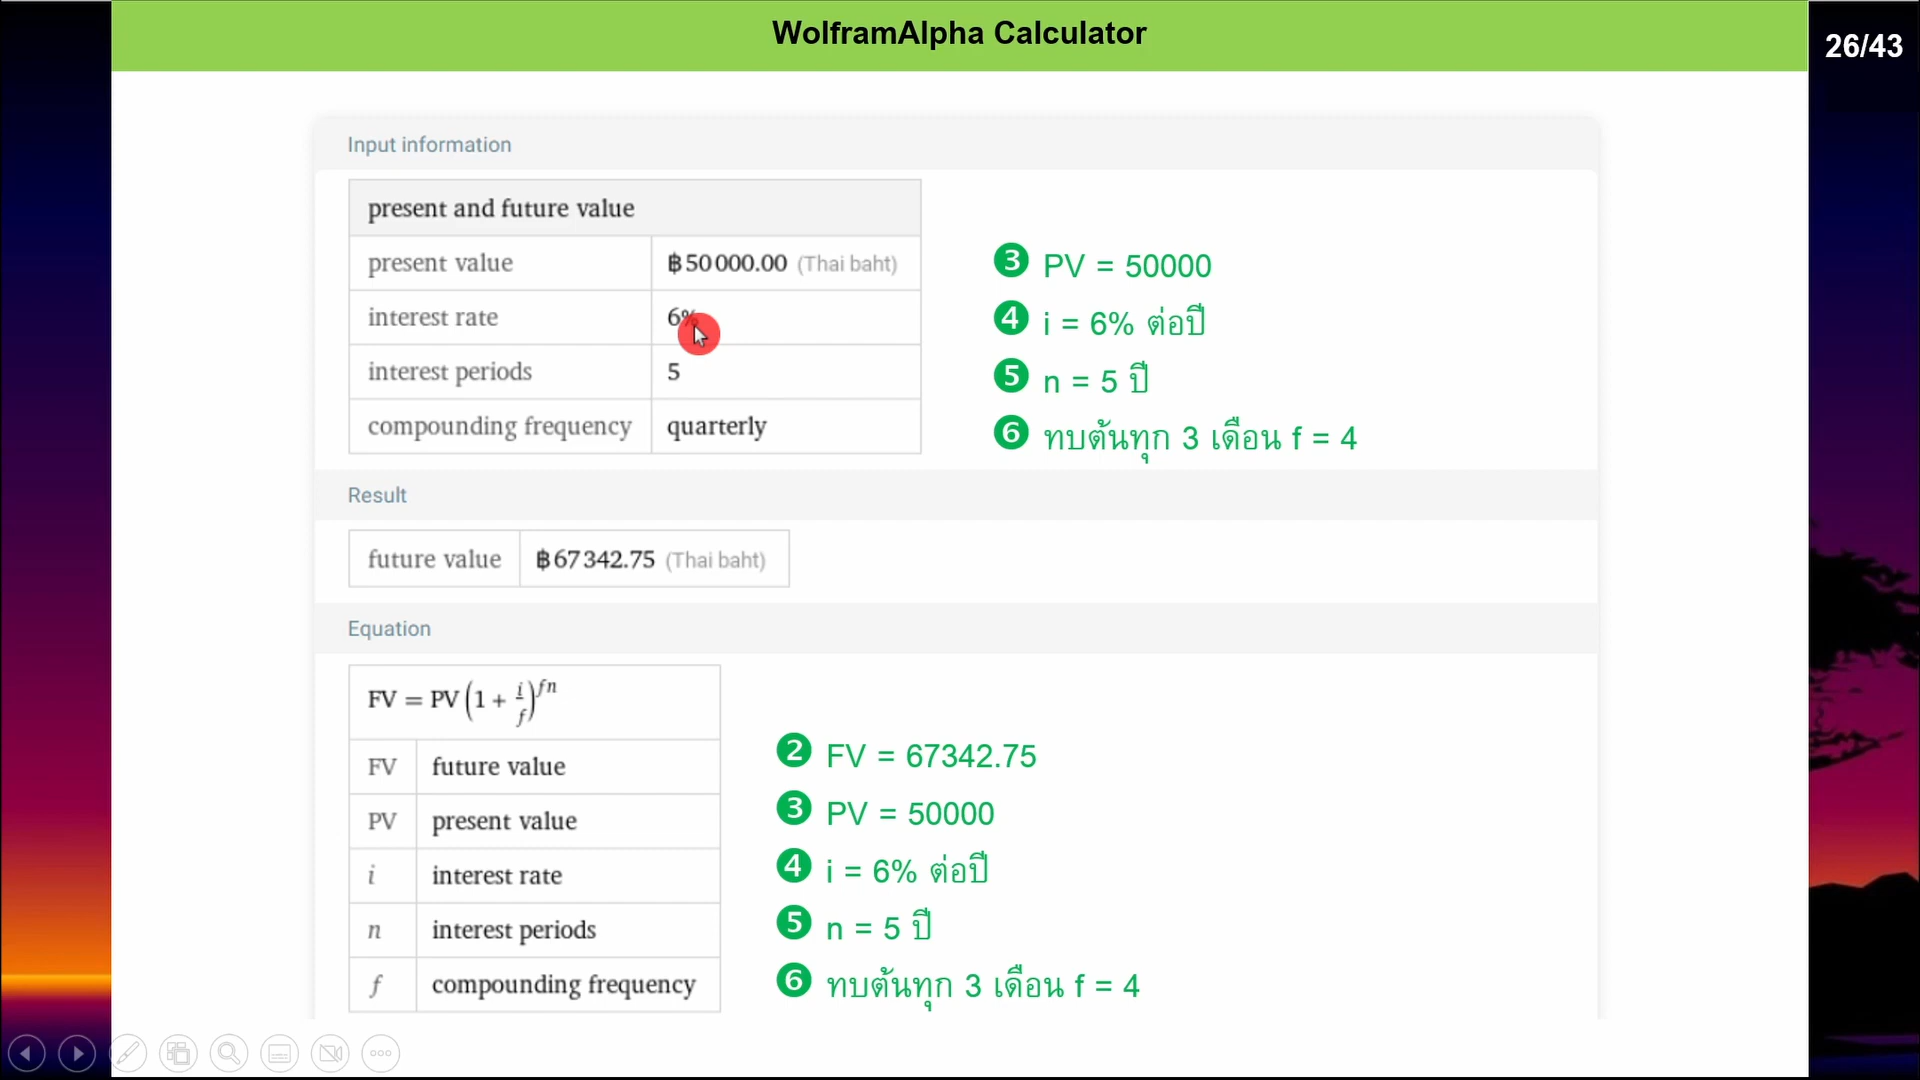 WolframAlpha Calculator
26/43
Input information
present and future value
present value ฿50000.00 (Thai baht)
interest rate 6%
interest periods 5
compounding frequency quarterly
❸ PV = 50000
❹ i = 6% ต่อปี
❺ n = 5 ปี
❻ ทบต้นทุก 3 เดือน f = 4
Result
future value ฿67342.75 (Thai baht)
Equation
FV = PV(1 + i/f)^fn
FV future value
PV present value
i interest rate
n interest periods
f compounding frequency
❷ FV = 67342.75
❸ PV = 50000
❹ i = 6% ต่อปี
❺ n = 5 ปี
❻ ทบต้นทุก 3 เดือน f = 4